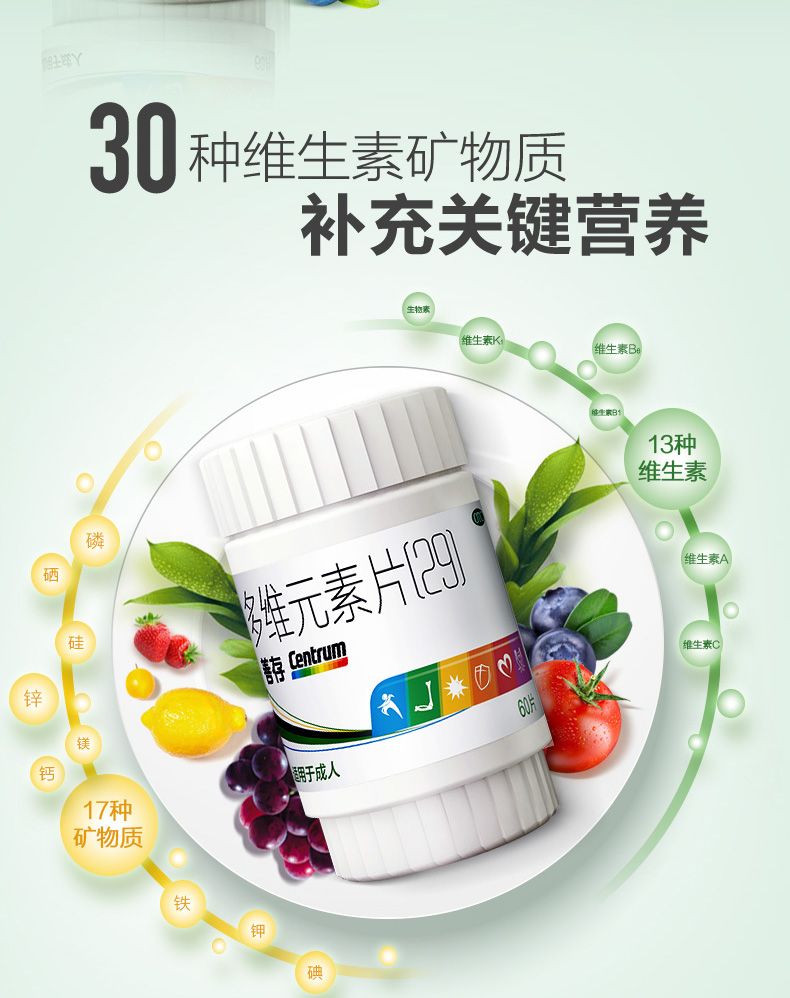 30种维生素矿物质
补充关键营养
生物素
维生素K₁
维生素B₆
维生素B1
13种
维生素
维生素A
维生素C
磷
硒
硅
锌
镁
钙
17种
矿物质
铁
钾
碘
OTC
多维元素片(29)
善存 Centrum
60片
适用于成人